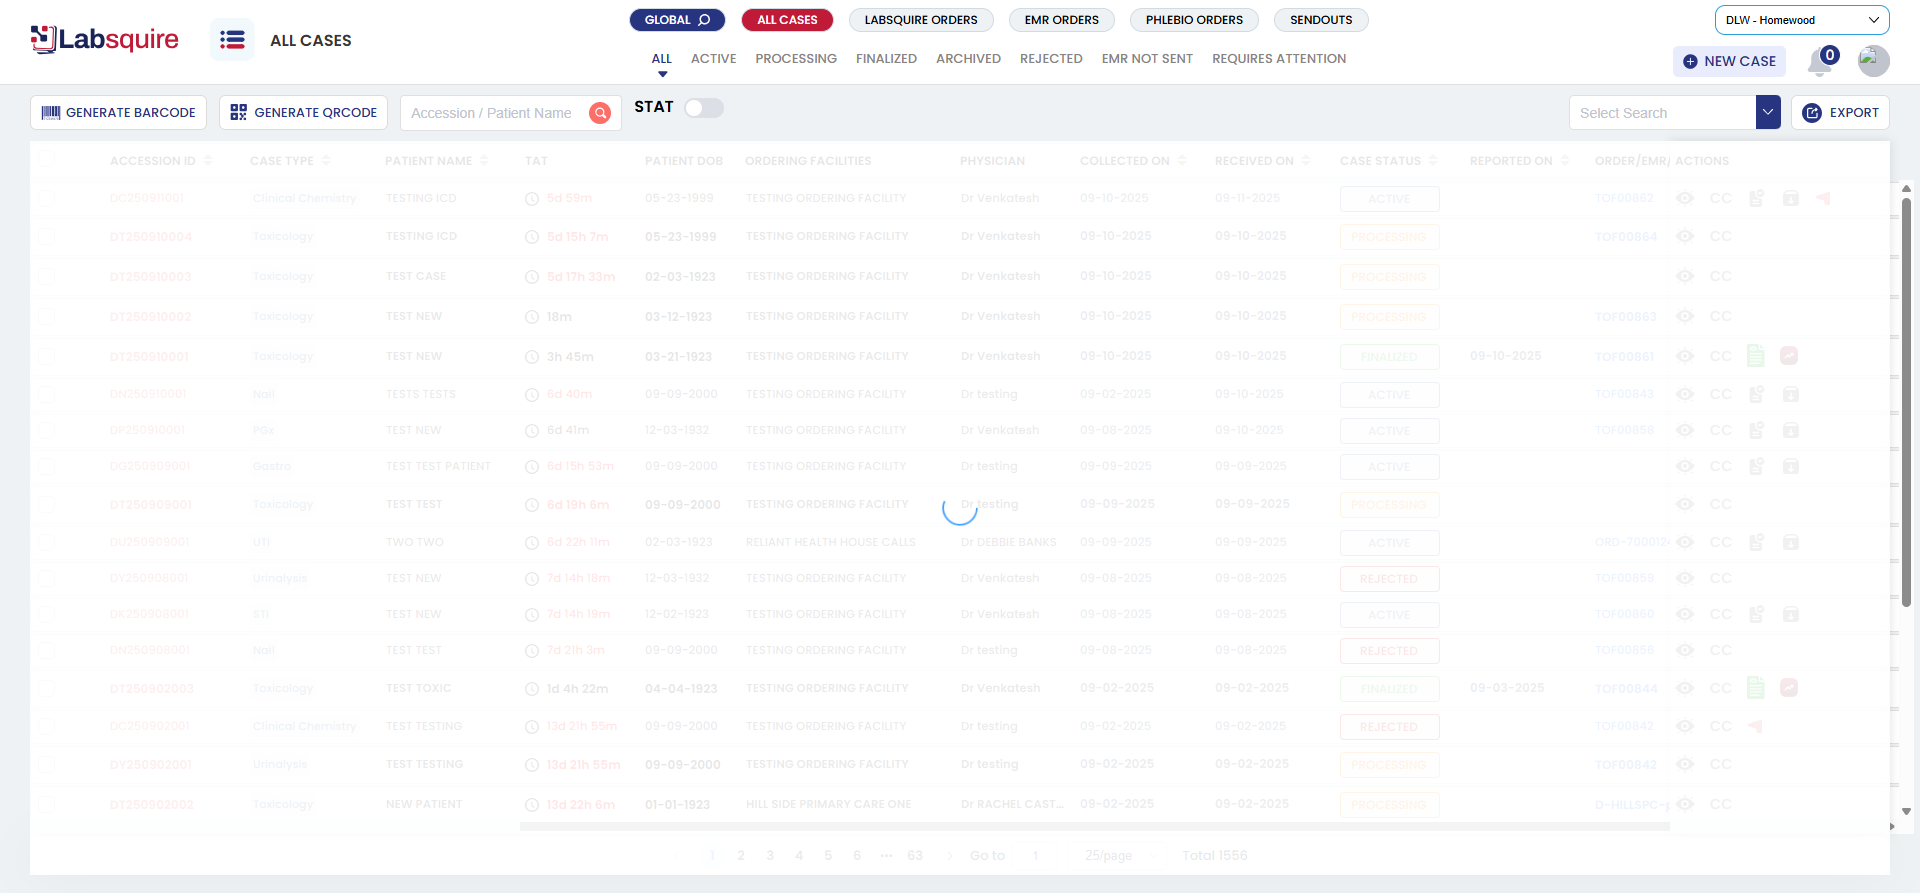 Labsquire
ALL CASES
GLOBAL
ALL CASES
LABSQUIRE ORDERS
EMR ORDERS
PHLEBIO ORDERS
SENDOUTS
DLW - Homewood
ALL
ACTIVE
PROCESSING
FINALIZED
ARCHIVED
REJECTED
EMR NOT SENT
REQUIRES ATTENTION
NEW CASE
0
GENERATE BARCODE
GENERATE QRCODE
Accession / Patient Name
STAT
Select Search
EXPORT
ACCESSION ID CASE TYPE PATIENT NAME TAT PATIENT DOB ORDERING FACILITIES PHYSICIAN COLLECTED ON RECEIVED ON CASE STATUS REPORTED ON ORDER/EMR/ ACTIONS
DC250911001 Clinical Chemistry TESTING ICD 5d 59m 05-23-1999 TESTING ORDERING FACILITY Dr Venkatesh 09-10-2025 09-11-2025 ACTIVE TOF00862 CC
DT250910004 Toxicology TESTING ICD 5d 15h 7m 05-23-1999 TESTING ORDERING FACILITY Dr Venkatesh 09-10-2025 09-10-2025 PROCESSING TOF00864 CC
DT250910003 Toxicology TEST CASE 5d 17h 33m 02-03-1923 TESTING ORDERING FACILITY Dr Venkatesh 09-10-2025 09-10-2025 PROCESSING CC
DT250910002 Toxicology TEST NEW 18m 03-12-1923 TESTING ORDERING FACILITY Dr Venkatesh 09-10-2025 09-10-2025 PROCESSING TOF00863 CC
DT250910001 Toxicology TEST NEW 3h 45m 03-21-1923 TESTING ORDERING FACILITY Dr Venkatesh 09-10-2025 09-10-2025 FINALIZED 09-10-2025 TOF00861 CC
DN250910001 Nail TESTS TESTS 6d 40m 09-09-2000 TESTING ORDERING FACILITY Dr testing 09-02-2025 09-10-2025 ACTIVE TOF00843 CC
DP250910001 PGx TEST NEW 6d 41m 12-03-1932 TESTING ORDERING FACILITY Dr Venkatesh 09-08-2025 09-10-2025 ACTIVE TOF00858 CC
DG250909001 Gastro TEST TEST PATIENT 6d 15h 53m 09-09-2000 TESTING ORDERING FACILITY Dr testing 09-09-2025 09-09-2025 ACTIVE CC
DT250909001 Toxicology TEST TEST 6d 19h 6m 09-09-2000 TESTING ORDERING FACILITY Dr testing 09-09-2025 09-09-2025 PROCESSING CC
DU250909001 UTI TWO TWO 6d 22h 11m 02-03-1923 RELIANT HEALTH HOUSE CALLS Dr DEBBIE BANKS 09-09-2025 09-09-2025 ACTIVE ORD-700012 CC
DY250908001 Urinalysis TEST NEW 7d 14h 18m 12-03-1932 TESTING ORDERING FACILITY Dr Venkatesh 09-08-2025 09-08-2025 REJECTED TOF00855 CC
DK250908001 STI TEST NEW 7d 14h 19m 12-02-1923 TESTING ORDERING FACILITY Dr Venkatesh 09-08-2025 09-08-2025 ACTIVE TOF00860 CC
DN250908001 Nail TEST TEST 7d 21h 3m 09-09-2000 TESTING ORDERING FACILITY Dr testing 09-08-2025 09-08-2025 REJECTED TOF00856 CC
DT250902003 Toxicology TEST TOXIC 1d 4h 22m 04-04-1923 TESTING ORDERING FACILITY Dr Venkatesh 09-02-2025 09-02-2025 FINALIZED 09-03-2025 TOF00844 CC
DC250902001 Clinical Chemistry TEST TESTING 13d 21h 55m 09-09-2000 TESTING ORDERING FACILITY Dr testing 09-02-2025 09-02-2025 REJECTED TOF00842 CC
DY250902001 Urinalysis TEST TESTING 13d 21h 55m 09-09-2000 TESTING ORDERING FACILITY Dr testing 09-02-2025 09-02-2025 PROCESSING TOF00842 CC
DT250902002 Toxicology NEW PATIENT 13d 22h 6m 01-01-1923 HILL SIDE PRIMARY CARE ONE Dr RACHEL CAST... 09-02-2025 09-02-2025 PROCESSING D-HILLSPC- CC
1 2 3 4 5 6 ... 63 Go to 1 25/page Total 1556